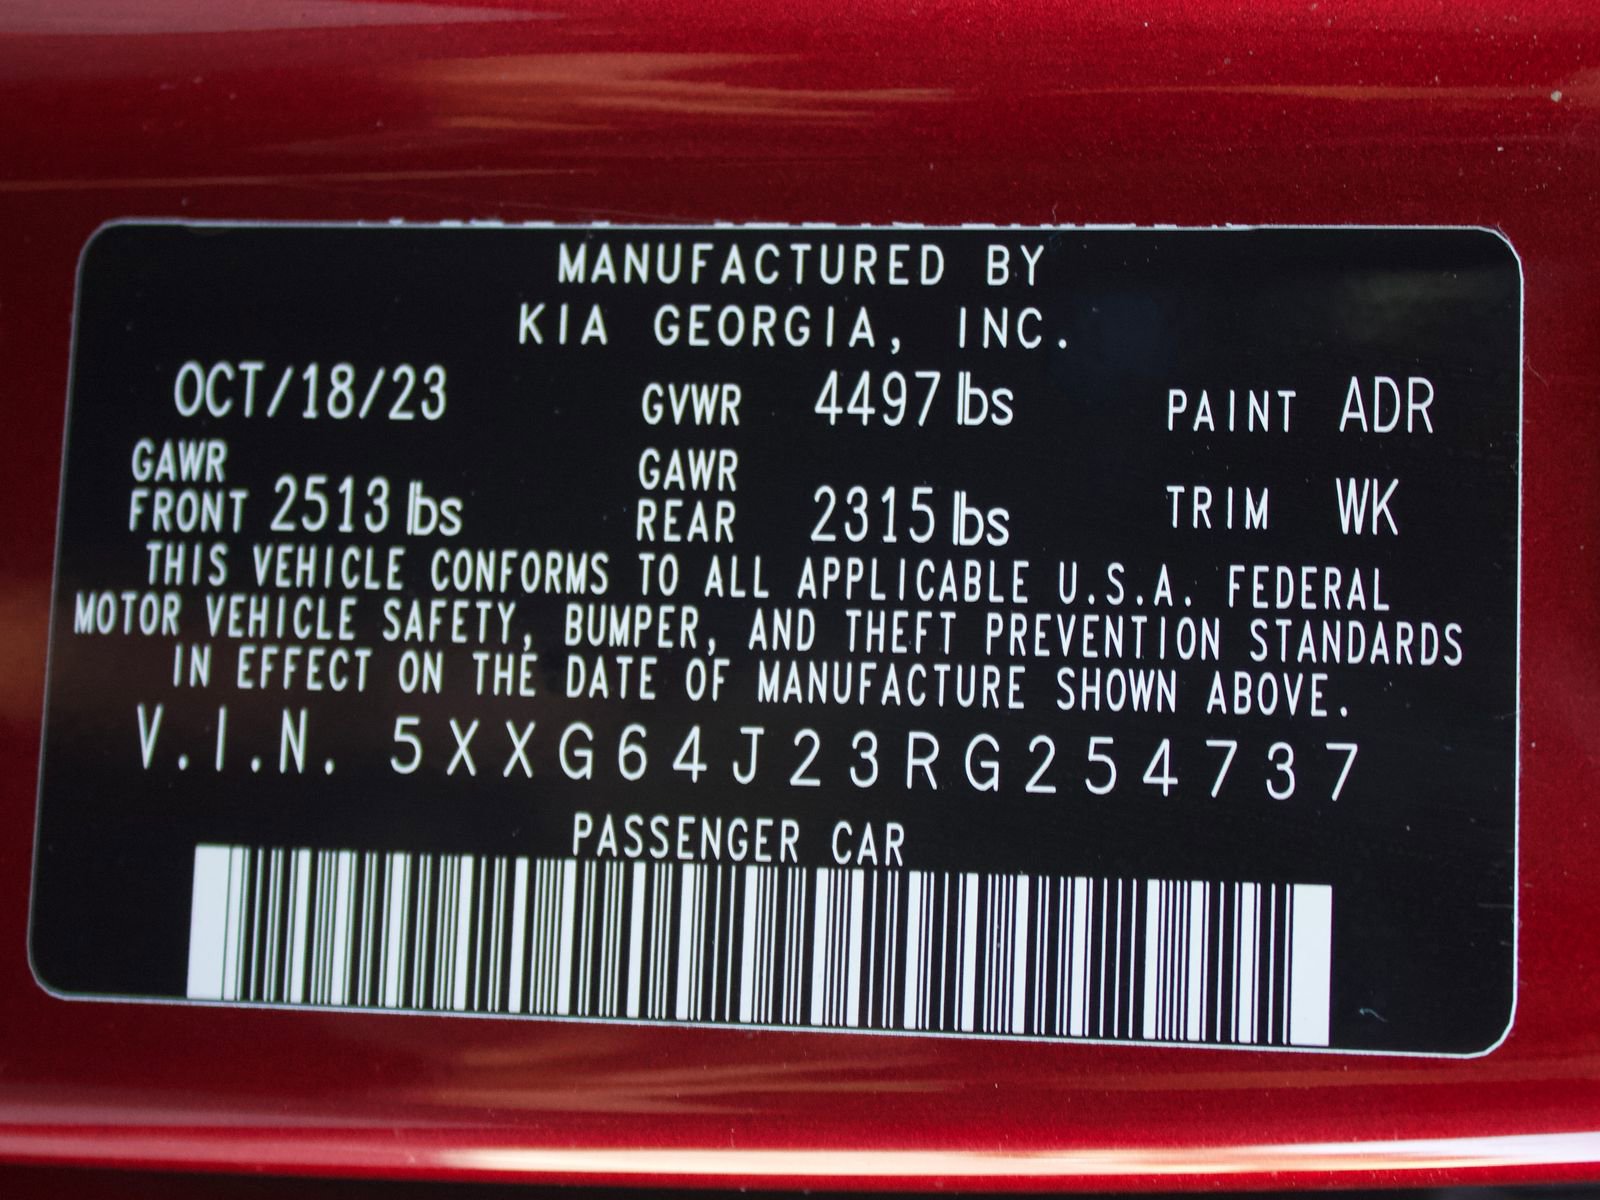 MANUFACTURED BY
KIA GEORGIA, INC.
OCT/18/23 GVWR 4497 lbs PAINT ADR
GAWR FRONT 2513 lbs GAWR REAR 2315 lbs TRIM WK
THIS VEHICLE CONFORMS TO ALL APPLICABLE U.S.A. FEDERAL
MOTOR VEHICLE SAFETY, BUMPER, AND THEFT PREVENTION STANDARDS
IN EFFECT ON THE DATE OF MANUFACTURE SHOWN ABOVE.
V.I.N. 5XXG64J23RG254737
PASSENGER CAR